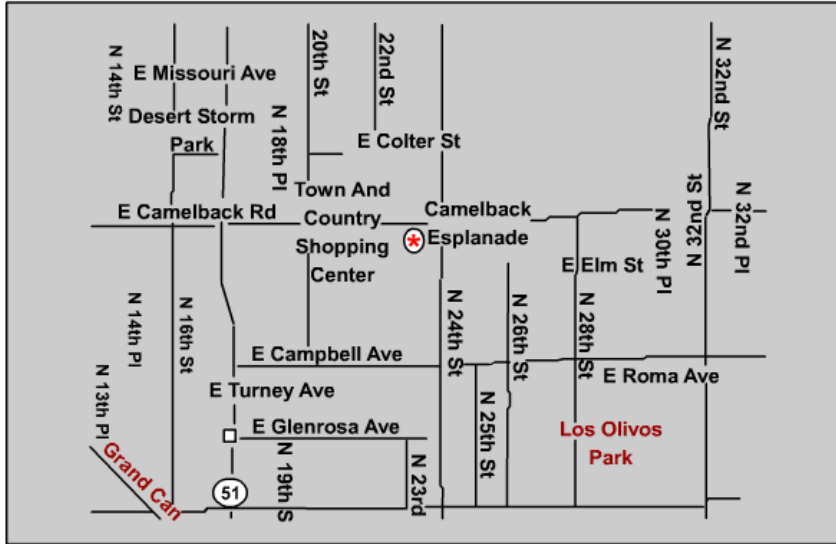 N 14th St
E Missouri Ave
20th St
22nd St
N 32nd St
Desert Storm
Park
N 18th Pl
E Colter St
Town And
Country
Shopping
Center
E Camelback Rd
*
Camelback
Esplanade
N 30th Pl
N 32nd St
N 32nd Pl
E Elm St
N 14th Pl
N 16th St
N 24th St
N 26th St
N 28th St
E Campbell Ave
E Roma Ave
N 13th Pl
E Turney Ave
N 25th St
E Glenrosa Ave
Los Olivos
Park
Grand Can
51
N 19th S
N 23rd